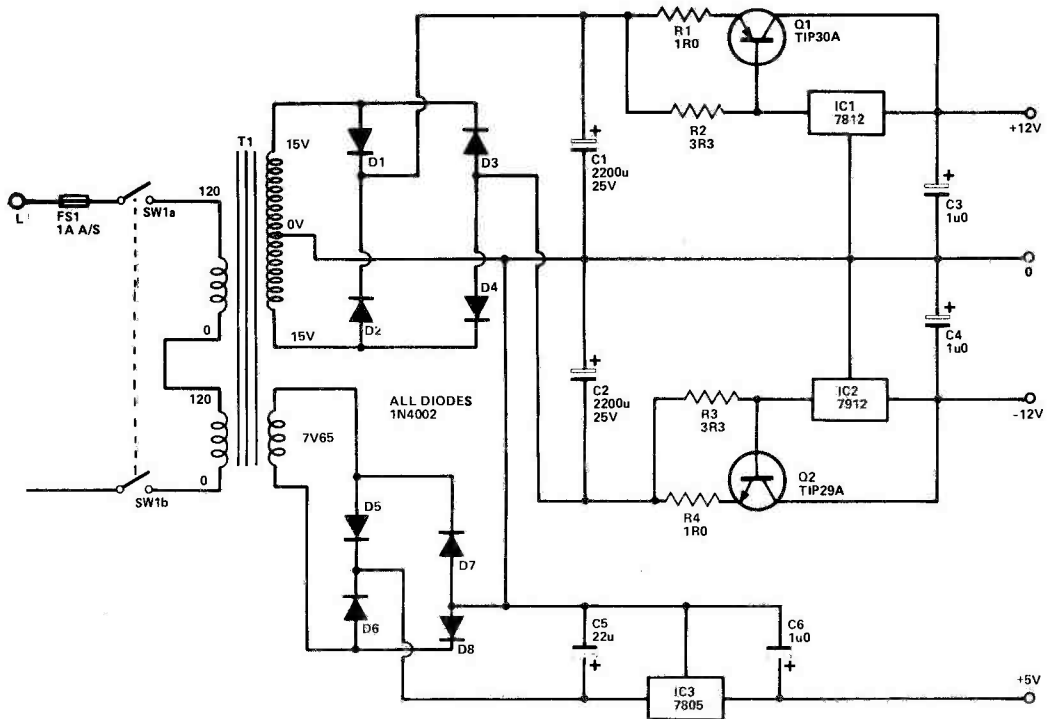 R1
1R0
Q1
TIP30A
R2
3R3
IC1
7812
+12V
T1
15V
D1
D3
C1
2200u
25V
C3
1u0
L
FS1
1A A/S
SW1a
120
0V
0
D4
D2
0
15V
C4
1u0
120
7V65
ALL DIODES
1N4002
C2
2200u
25V
R3
3R3
IC2
7912
-12V
0
SW1b
D5
D7
R4
1R0
Q2
TIP29A
D6
D8
C5
22u
C6
1u0
IC3
7805
+5V